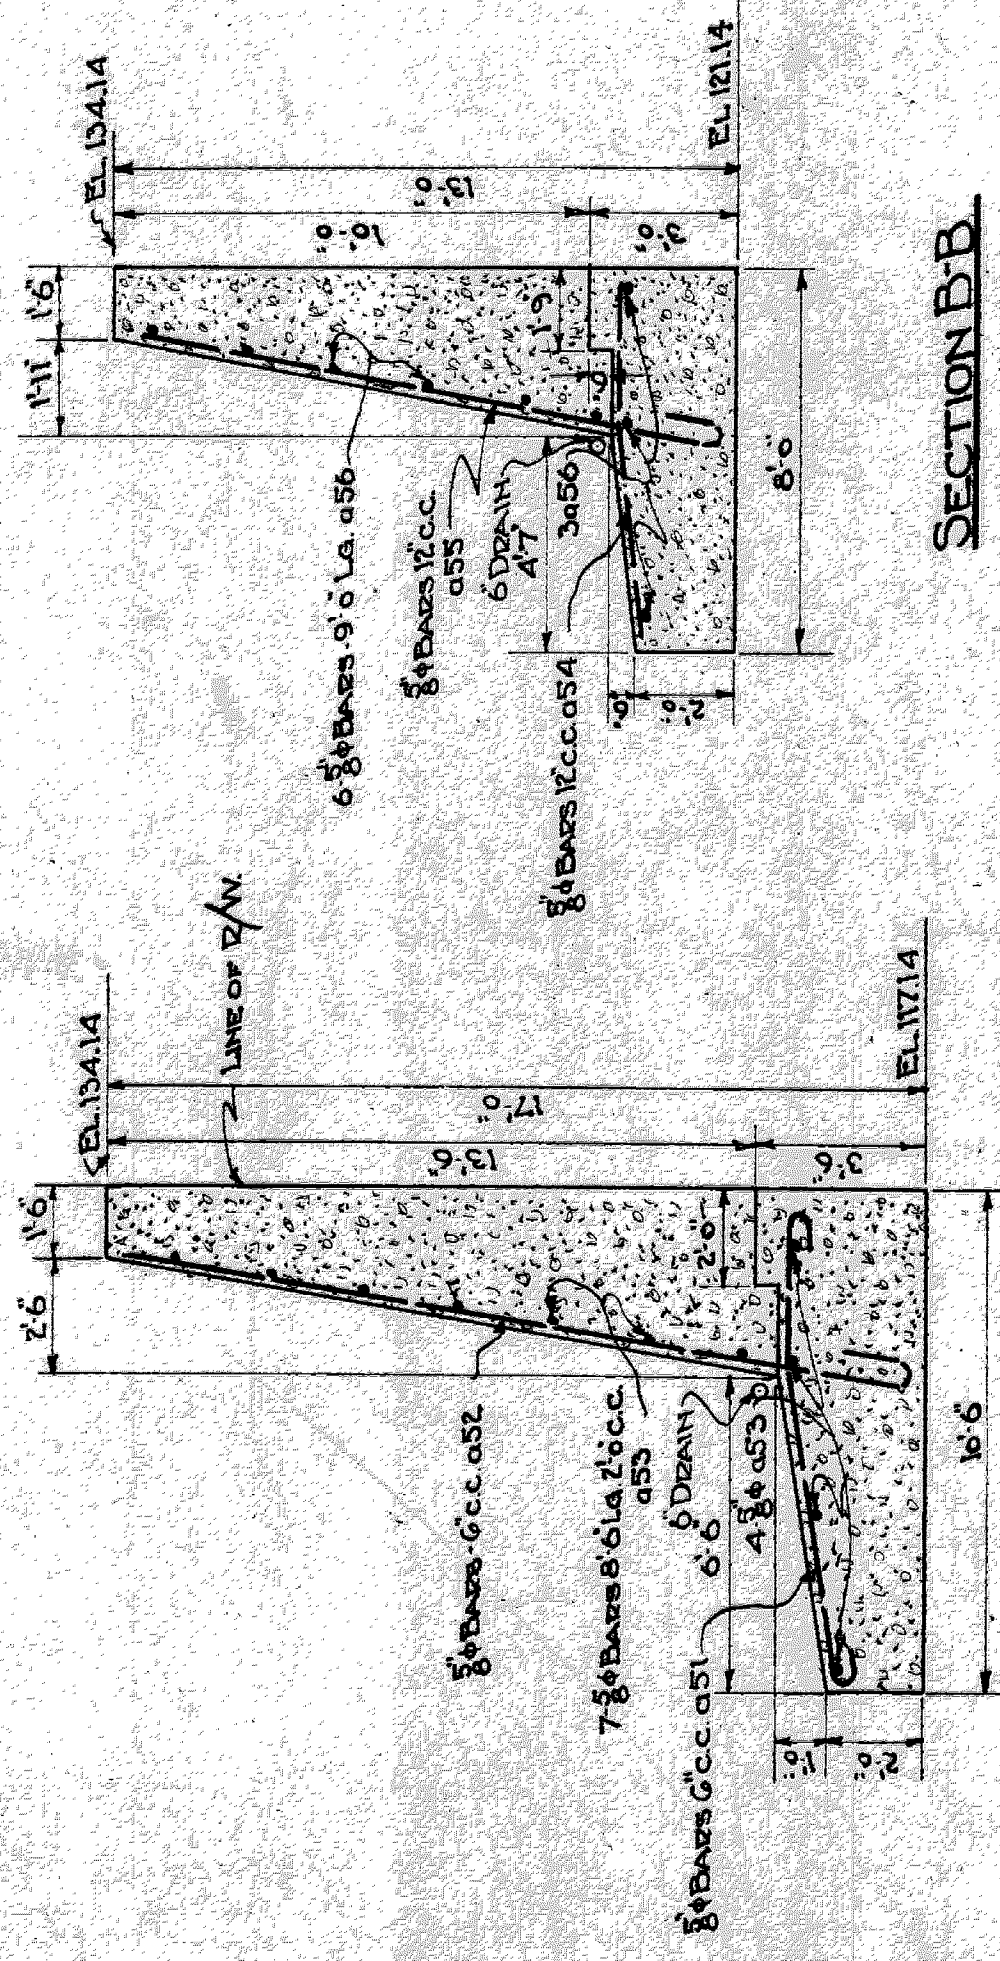 EL. 134.14
1'-6"
1'-11"
10'-0"
13'-0"
3'-0"
EL 121.14
6-5/8"ϕ BARS-9'-0" LG. a56
5/8"ϕ BARS 12" C.C.
a55
6" DRAIN
4'-7"
3a56
1'-9
5/8"ϕ BARS 12" C.C. a54
2'-0"
8'-0"
SECTION B-B
EL. 134.14
LINE OF R/W.
1'-6"
2'-6"
13'-6"
17'-0"
3'-6"
EL. 117.14
5/8"ϕ BARS-6" C.C. a52
7-5/8"ϕ BARS 8'-6" LG. 2'-0" C.C.
a53
6" DRAIN
6'-6"
4 5/8"ϕ a53
2'-0"
5/8"ϕ BARS 6" C.C. a51
1'-0"
2'-0"
10'-6"